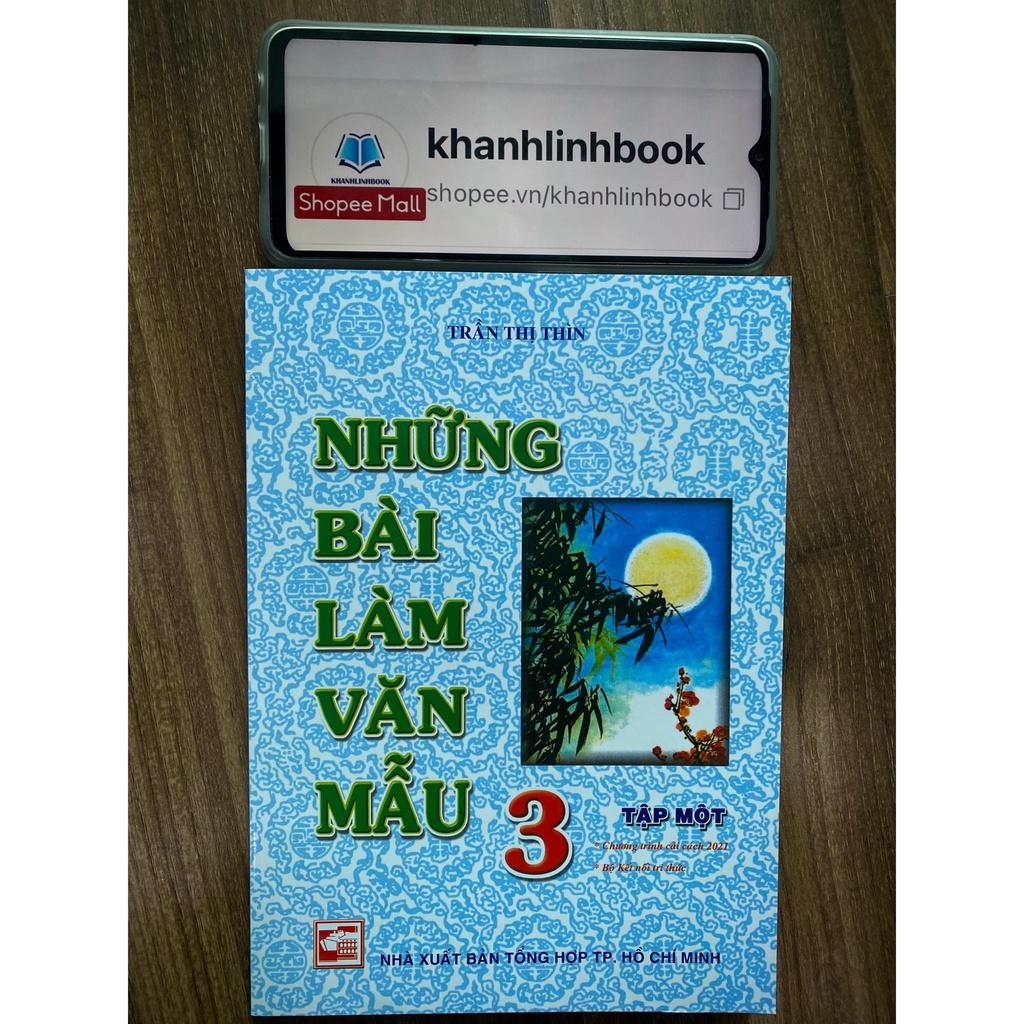 khanhlinhbook
KHANHLINHBOOK
Shopee Mall
shopee.vn/khanhlinhbook
TRẦN THỊ THÌN
NHỮNG
BÀI
LÀM
VĂN
MẪU
3
TẬP MỘT
* Chương trình cải cách 2021
* Bộ Kết nối tri thức
NHÀ XUẤT BẢN TỔNG HỢP TP. HỒ CHÍ MINH